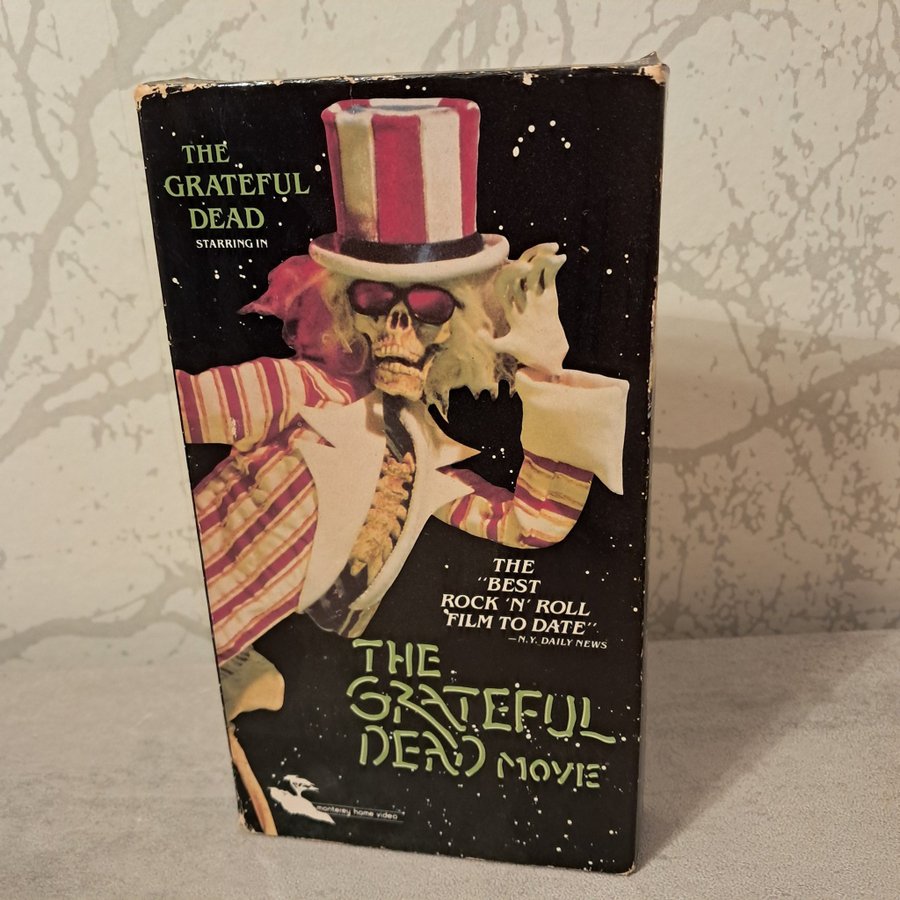 THE
GRATEFUL
DEAD
STARRING IN
THE
"BEST
ROCK 'N' ROLL
FILM TO DATE"
—N.Y. DAILY NEWS
THE
GRATEFUL
DEAD MOVIE
monterey home video